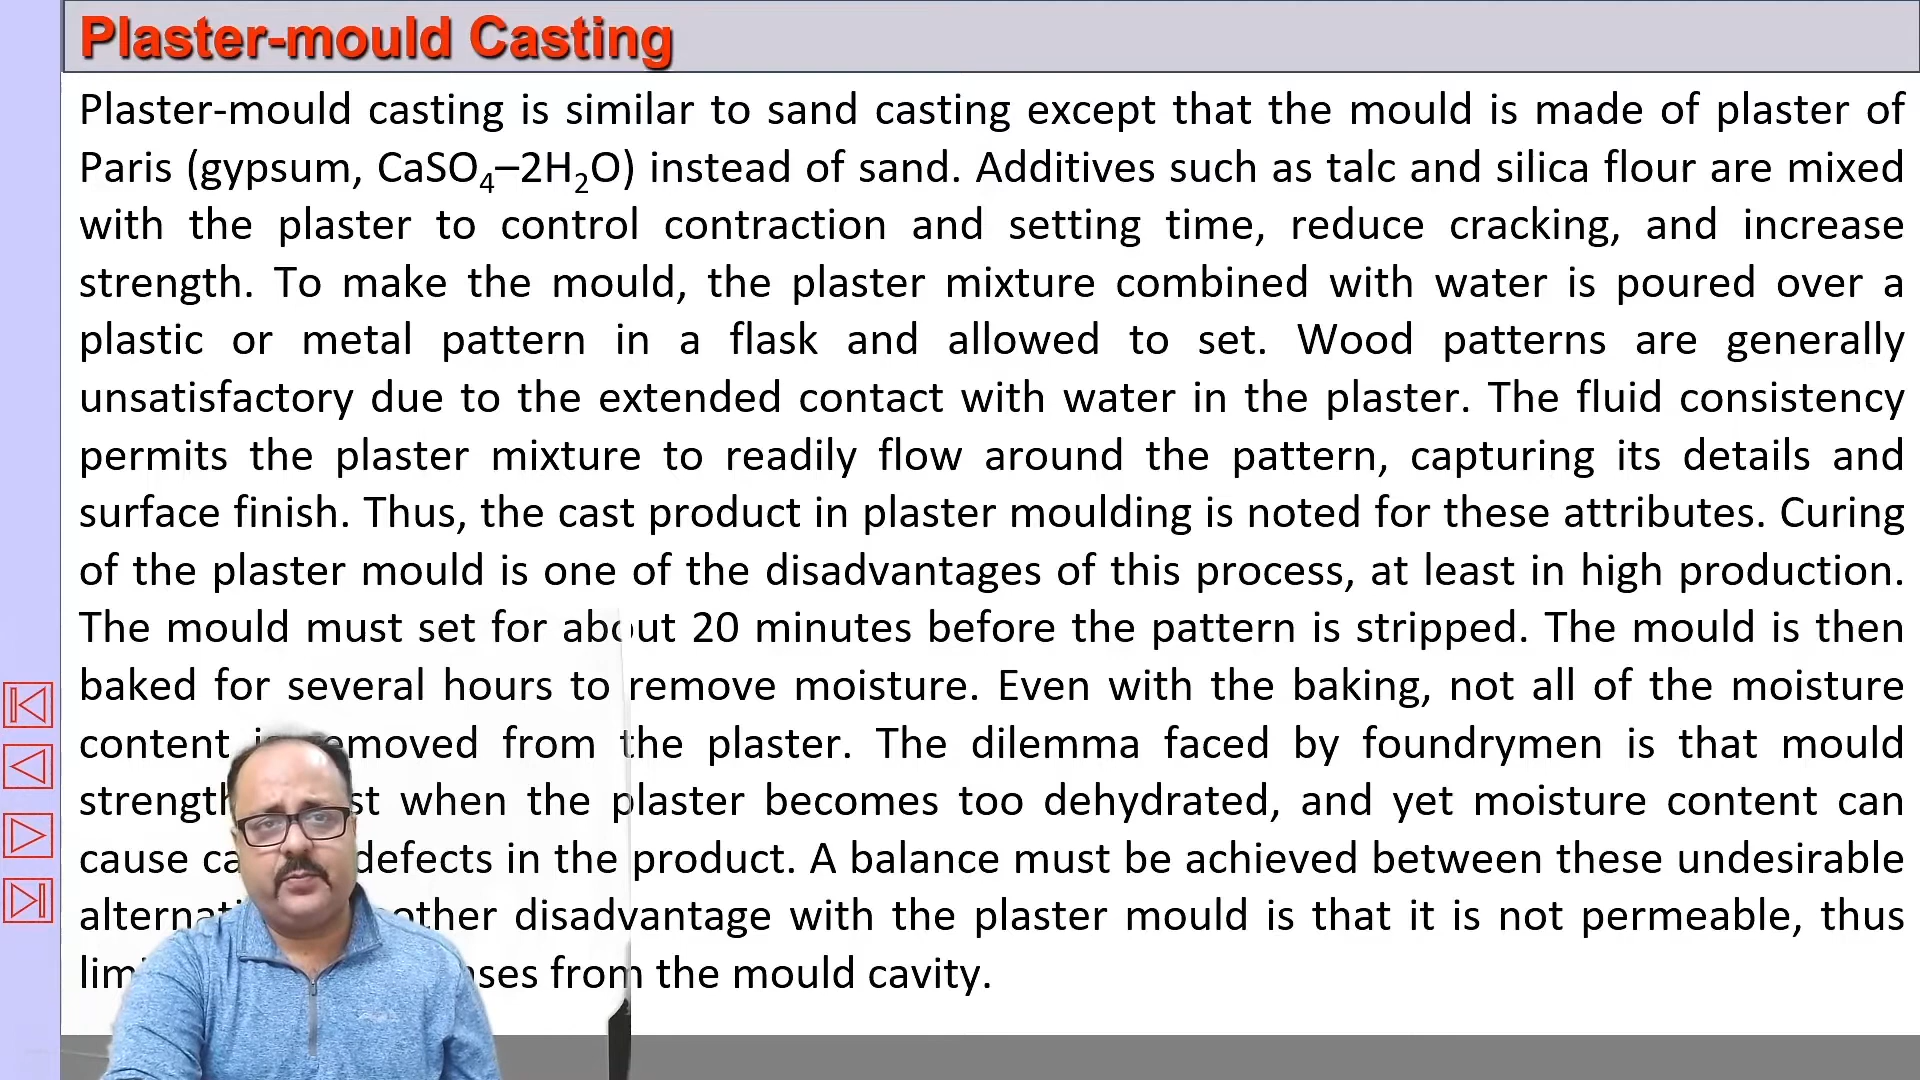 Plaster-mould Casting
Plaster-mould casting is similar to sand casting except that the mould is made of plaster of
Paris (gypsum, CaSO₄–2H₂O) instead of sand. Additives such as talc and silica flour are mixed
with the plaster to control contraction and setting time, reduce cracking, and increase
strength. To make the mould, the plaster mixture combined with water is poured over a
plastic or metal pattern in a flask and allowed to set. Wood patterns are generally
unsatisfactory due to the extended contact with water in the plaster. The fluid consistency
permits the plaster mixture to readily flow around the pattern, capturing its details and
surface finish. Thus, the cast product in plaster moulding is noted for these attributes. Curing
of the plaster mould is one of the disadvantages of this process, at least in high production.
The mould must set for about 20 minutes before the pattern is stripped. The mould is then
baked for several hours to remove moisture. Even with the baking, not all of the moisture
content is removed from the plaster. The dilemma faced by foundrymen is that mould
strength when the plaster becomes too dehydrated, and yet moisture content can
cause defects in the product. A balance must be achieved between these undesirable
disadvantage with the plaster mould is that it is not permeable, thus
from the mould cavity.